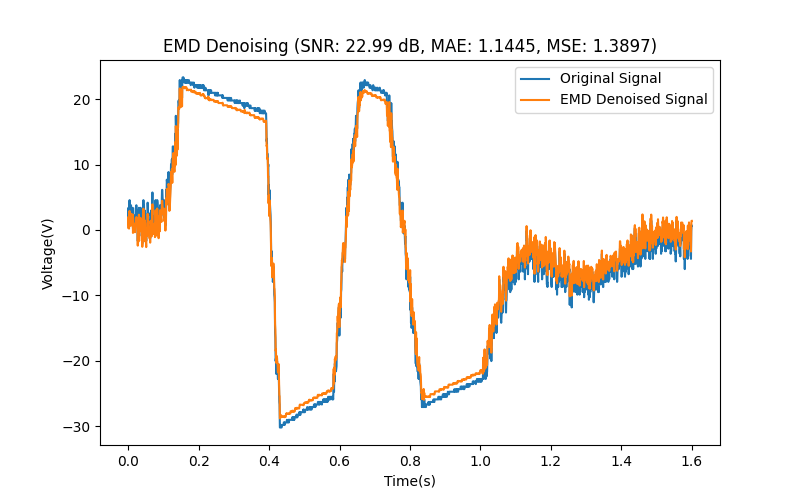 EMD Denoising (SNR: 22.99 dB, MAE: 1.1445, MSE: 1.3897)
Original Signal
EMD Denoised Signal
20
10
0
−10
−20
−30
Voltage(V)
0.0 0.2 0.4 0.6 0.8 1.0 1.2 1.4 1.6
Time(s)